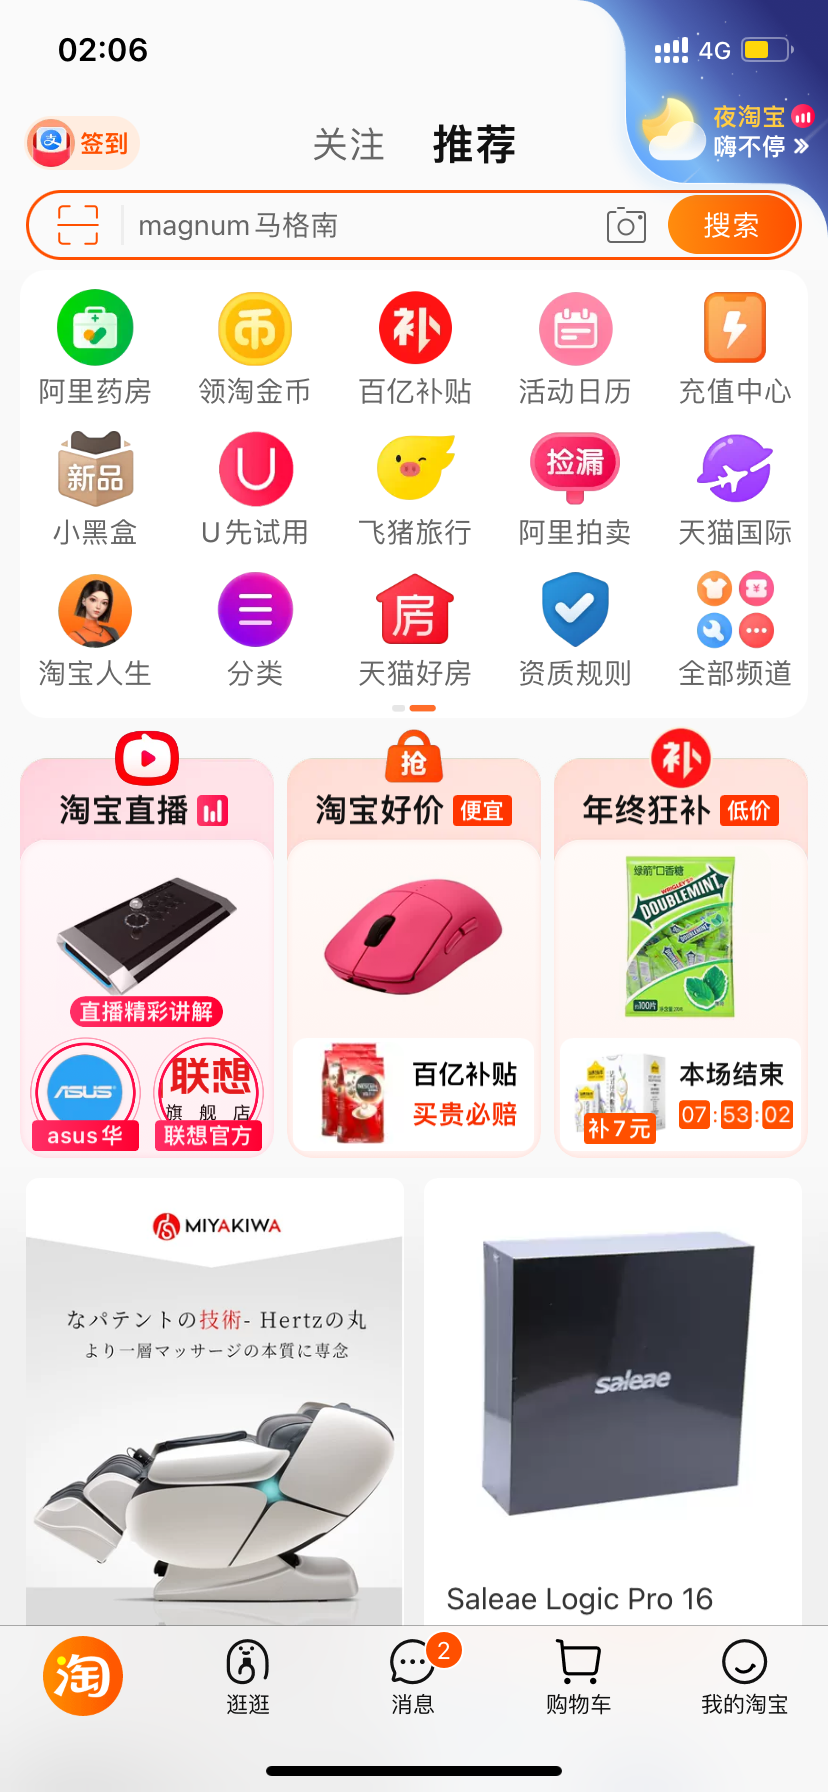 02:06
4G
签到
关注
推荐
夜淘宝
嗨不停
magnum 马格南
搜索
币
补
阿里药房
领淘金币
百亿补贴
活动日历
充值中心
新品
U
捡漏
小黑盒
U先试用
飞猪旅行
阿里拍卖
天猫国际
房
淘宝人生
分类
天猫好房
资质规则
全部频道
抢
补
淘宝直播
淘宝好价 便宜
年终狂补 低价
绿箭口香糖
WRIGLEY'S
DOUBLEMINT
约100片
直播精彩讲解
ASUS
联想
旗舰店
asus华
联想官方
NESCAFÉ
百亿补贴
买贵必赔
补7元
本场结束
07:53:02
MIYAKIWA
なパテントの技術- Hertzの丸
より一層マッサージの本質に専念
saleae
Saleae Logic Pro 16
淘
逛逛
2
消息
购物车
我的淘宝